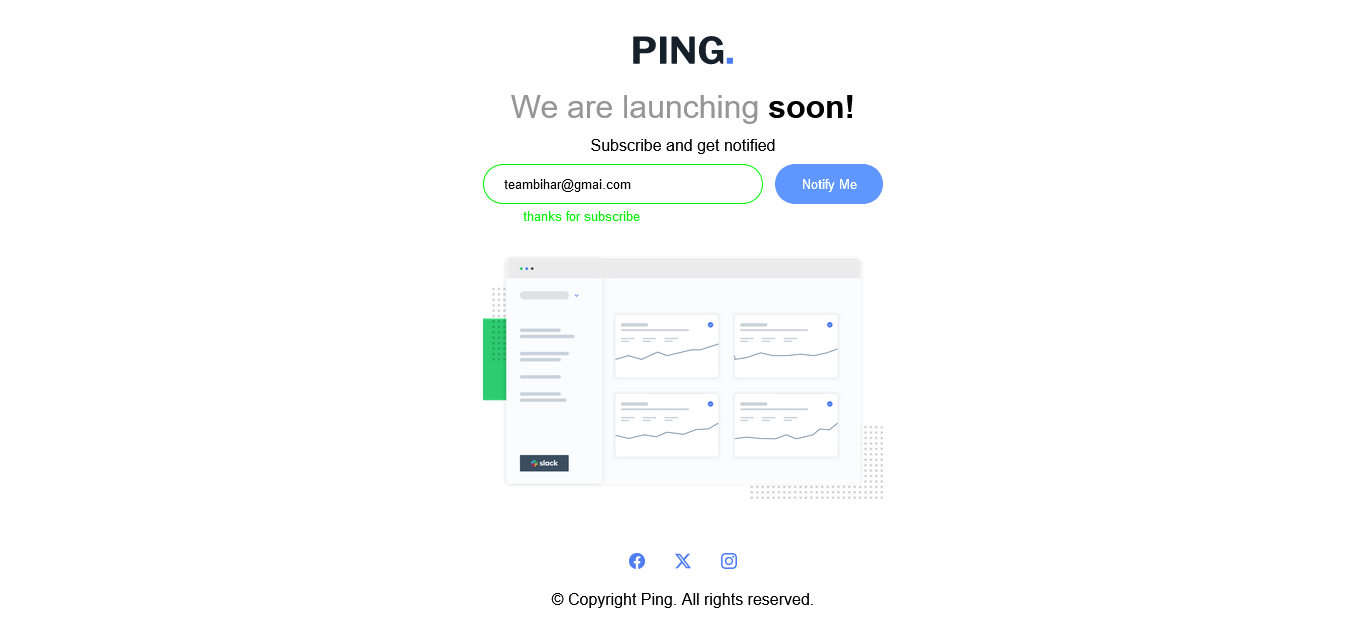 PING.
We are launching soon!
Subscribe and get notified
teambihar@gmai.com
Notify Me
thanks for subscribe
slack
© Copyright Ping. All rights reserved.